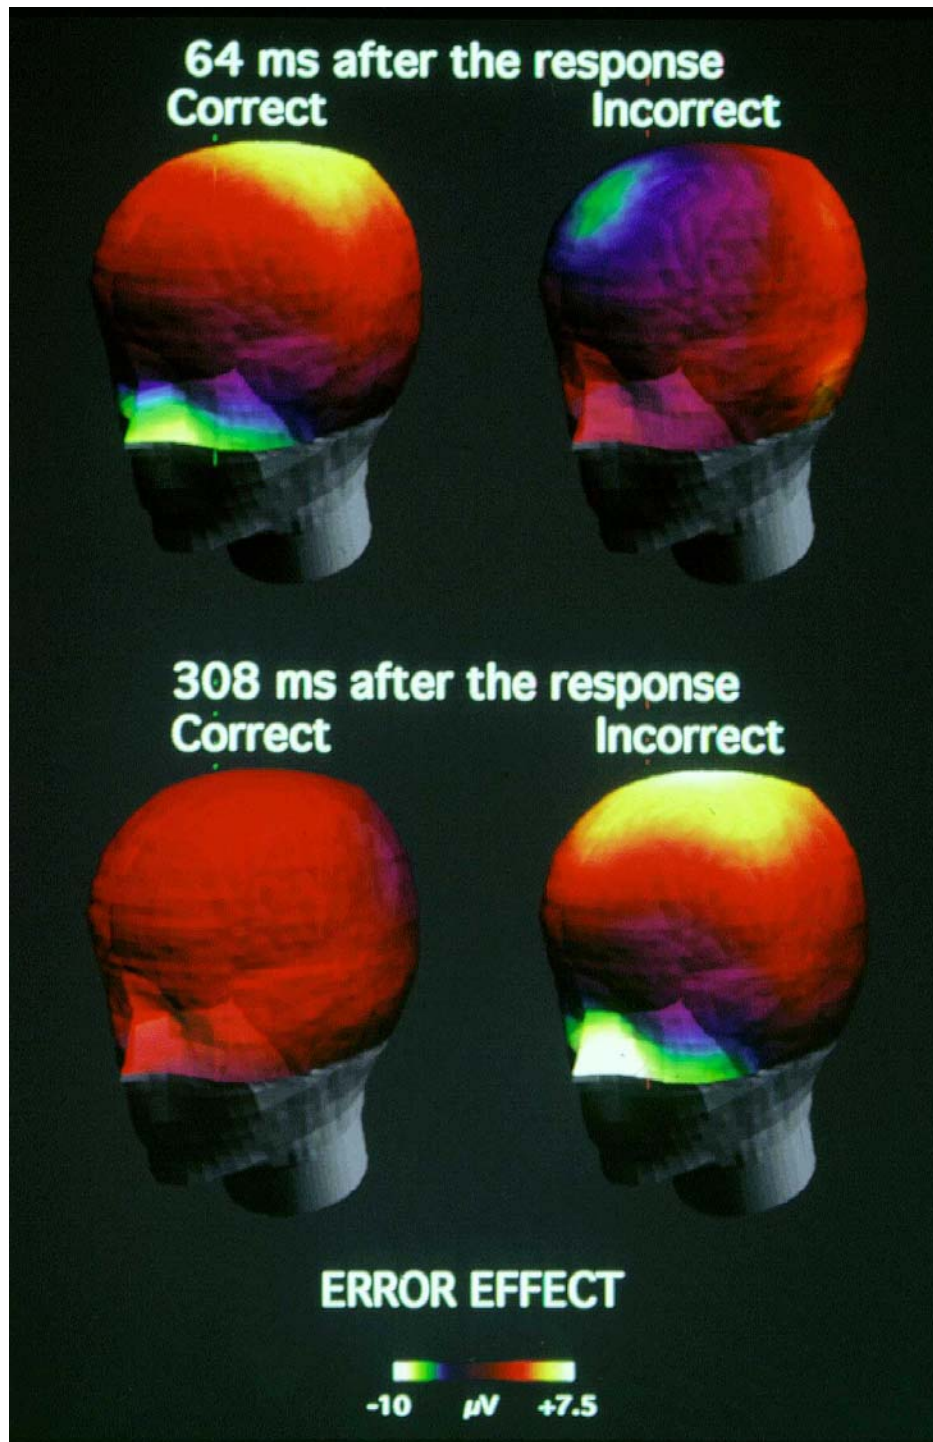 64 ms after the response
Correct Incorrect
308 ms after the response
Correct Incorrect
ERROR EFFECT
-10 µV +7.5